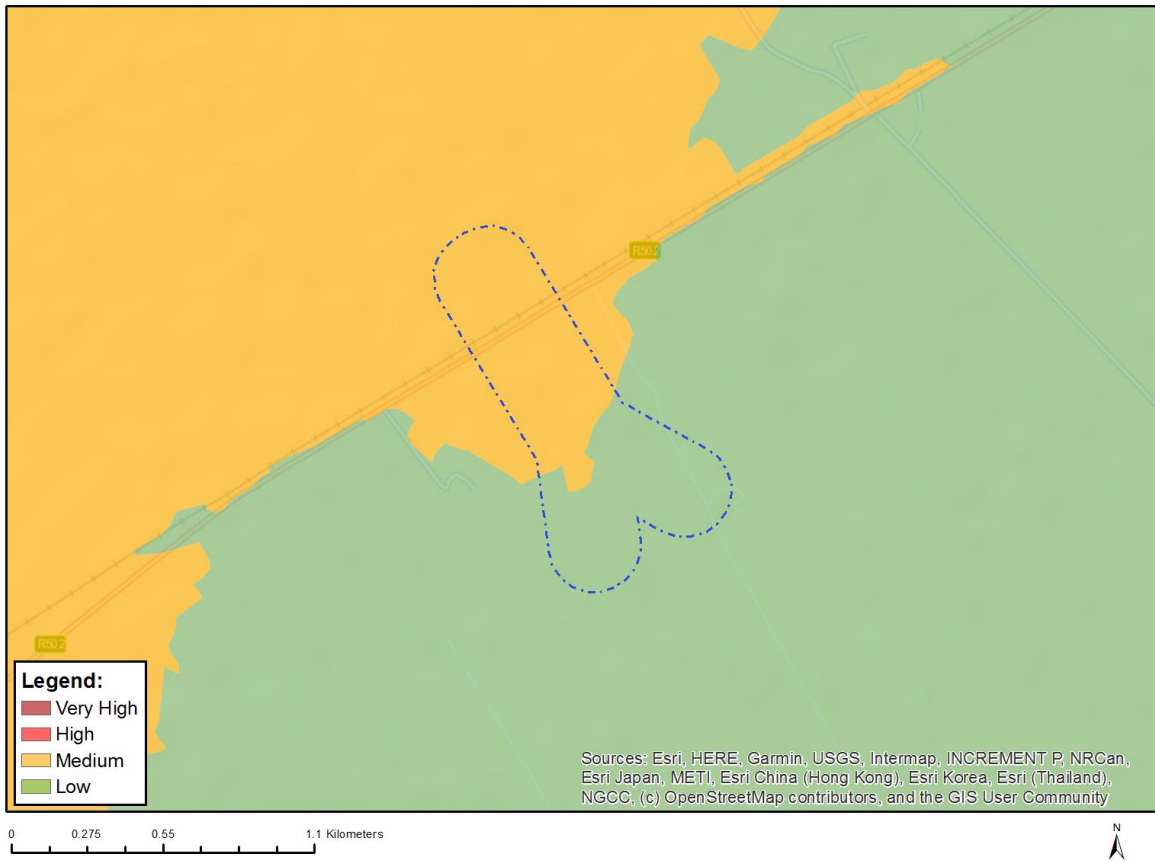 R502
R502
Legend:
Very High
High
Medium
Low
Sources: Esri, HERE, Garmin, USGS, Intermap, INCREMENT P, NRCan,
Esri Japan, METI, Esri China (Hong Kong), Esri Korea, Esri (Thailand),
NGCC, (c) OpenStreetMap contributors, and the GIS User Community
0 0.275 0.55 1.1 Kilometers
N